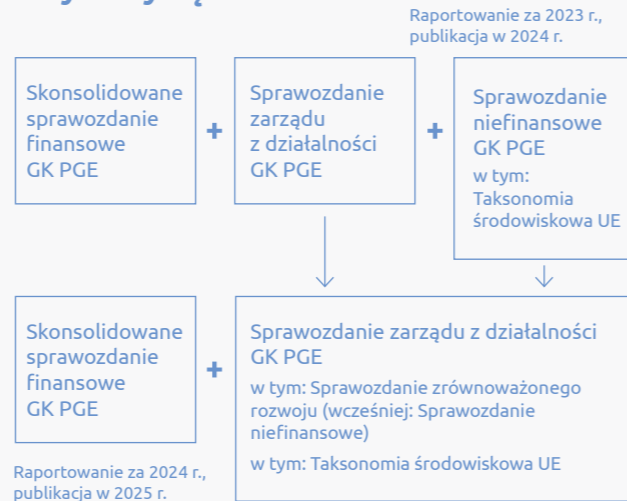 Raportowanie za 2023 r.,
publikacja w 2024 r.
Skonsolidowane
sprawozdanie
finansowe
GK PGE
+
Sprawozdanie
zarządu
z działalności
GK PGE
+
Sprawozdanie
niefinansowe
GK PGE
w tym:
Taksonomia
środowiskowa UE
Skonsolidowane
sprawozdanie
finansowe
GK PGE
+
Sprawozdanie zarządu z działalności
GK PGE
w tym: Sprawozdanie zrównoważonego
rozwoju (wcześniej: Sprawozdanie
niefinansowe)
w tym: Taksonomia środowiskowa UE
Raportowanie za 2024 r.,
publikacja w 2025 r.